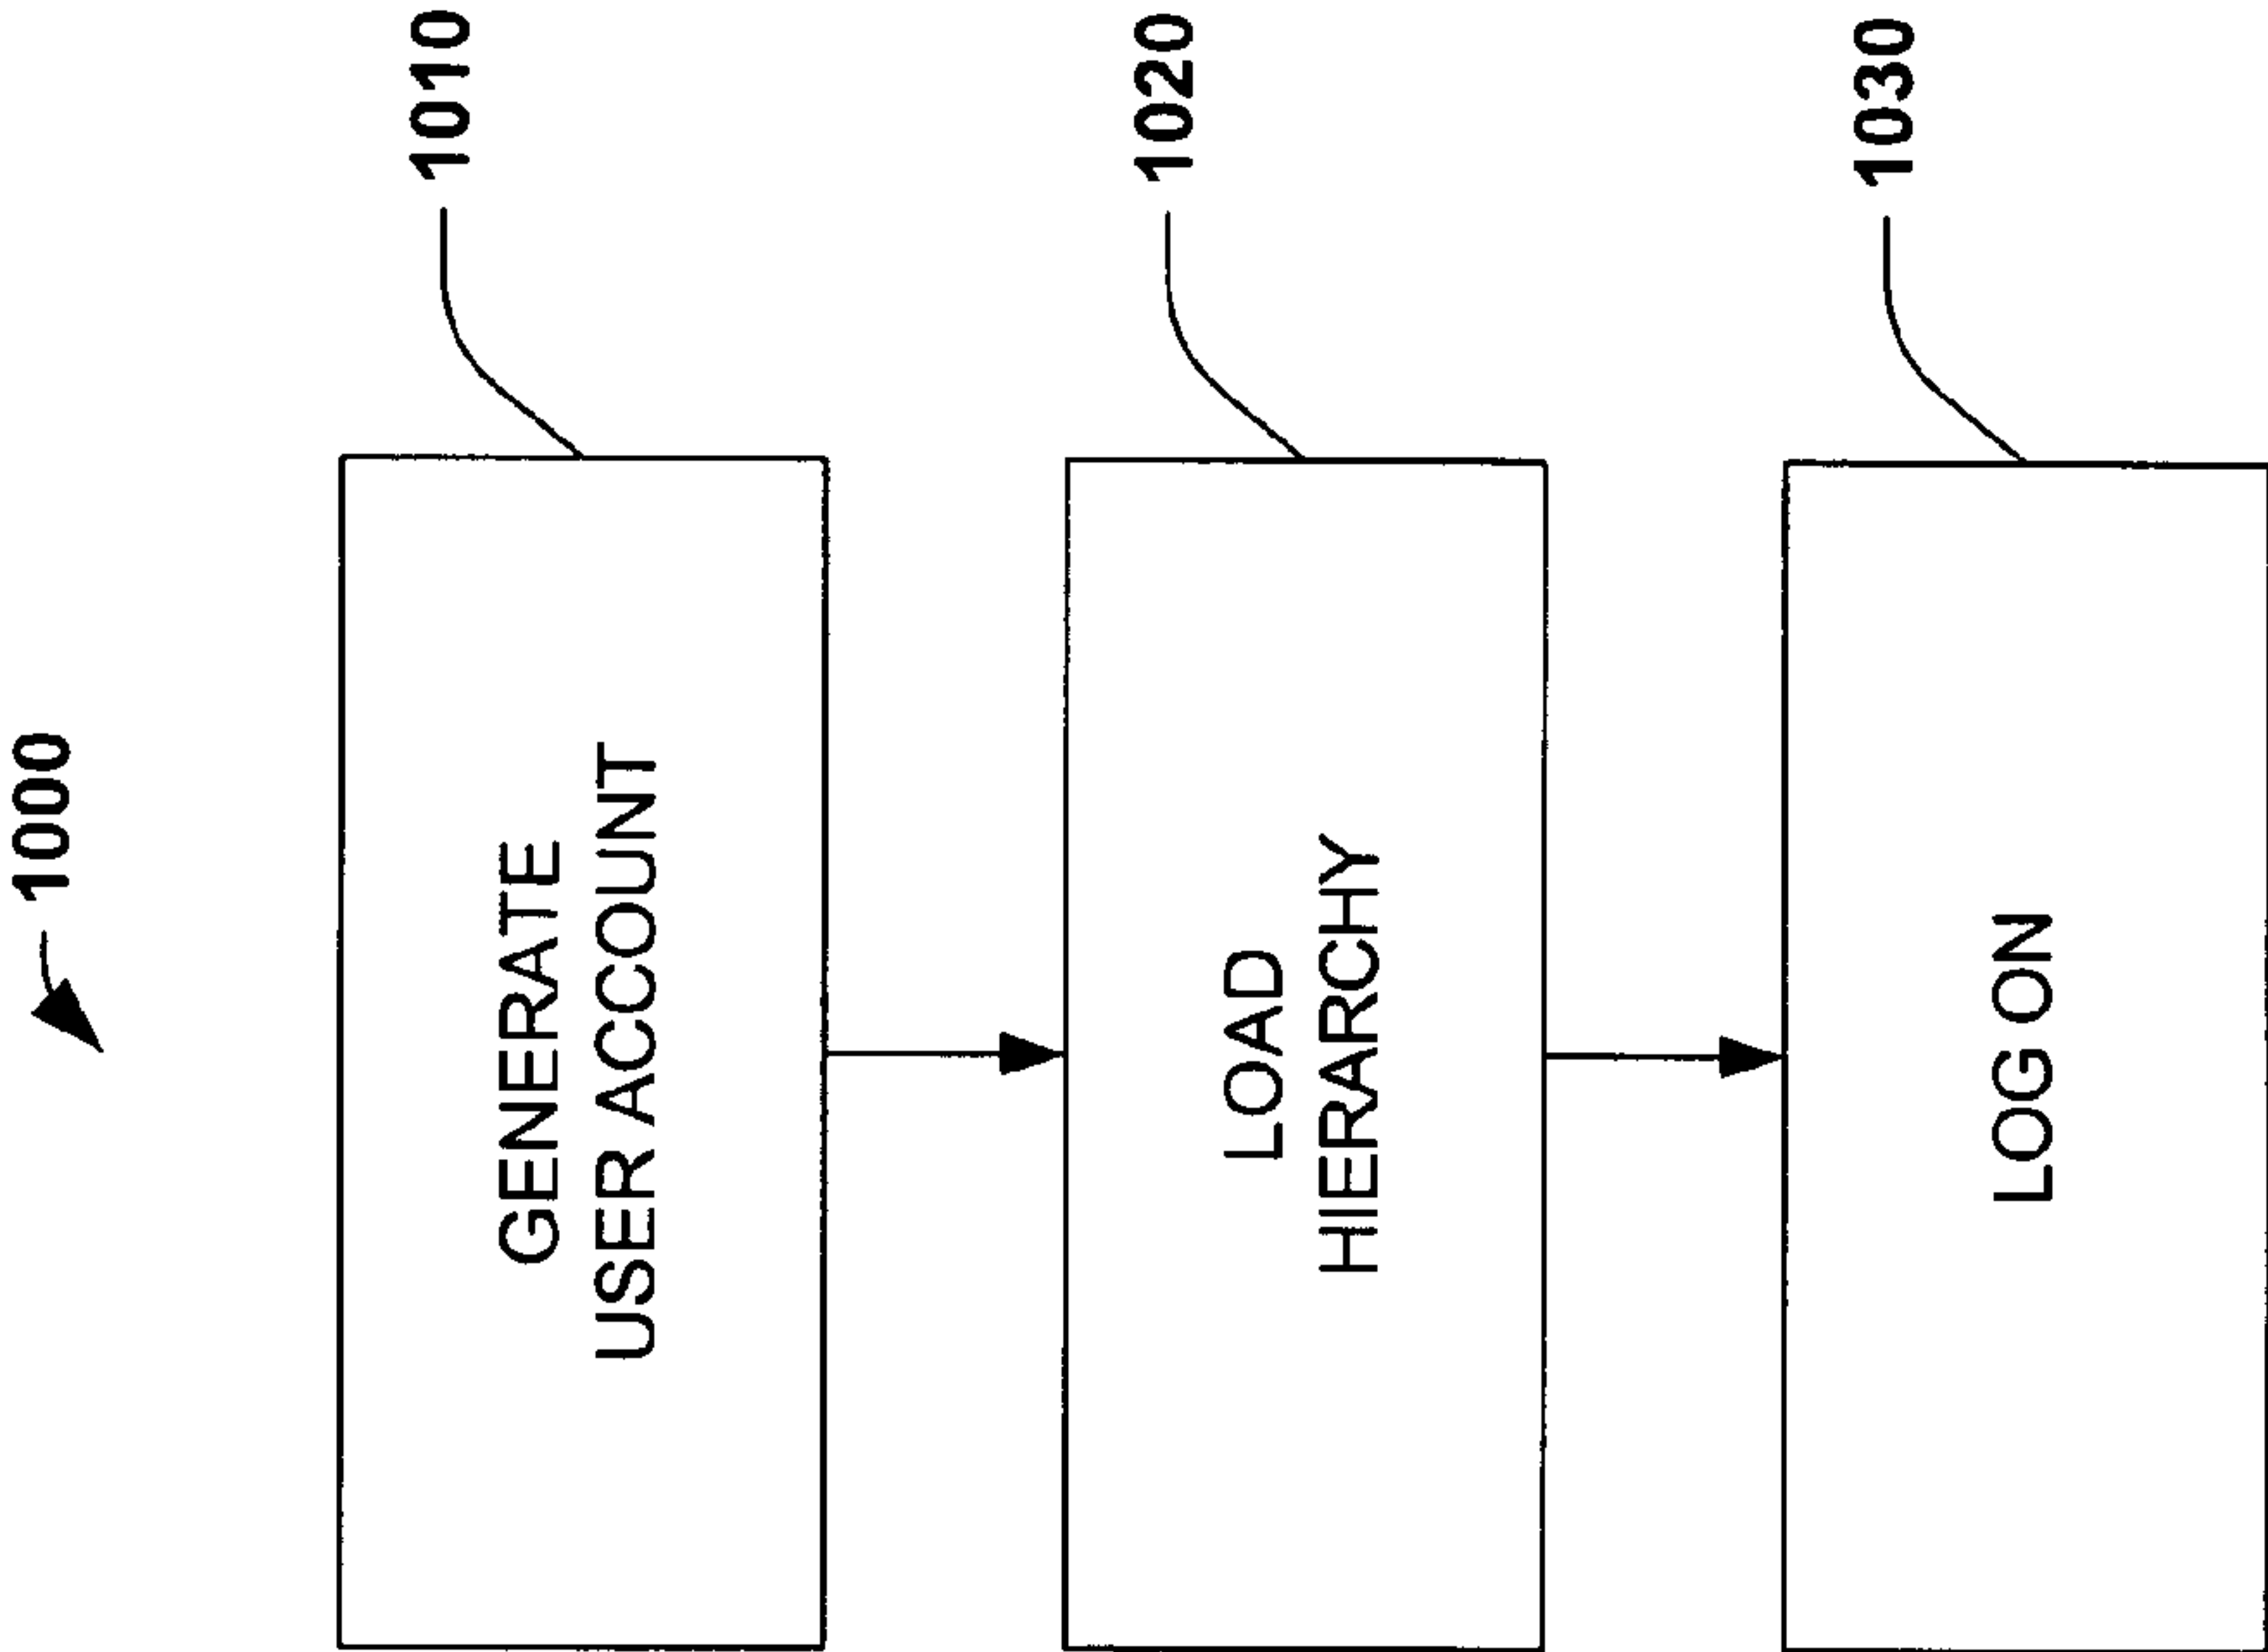 1000
GENERATE
USER ACCOUNT
1010
LOAD
HIERARCHY
1020
LOG ON
1030